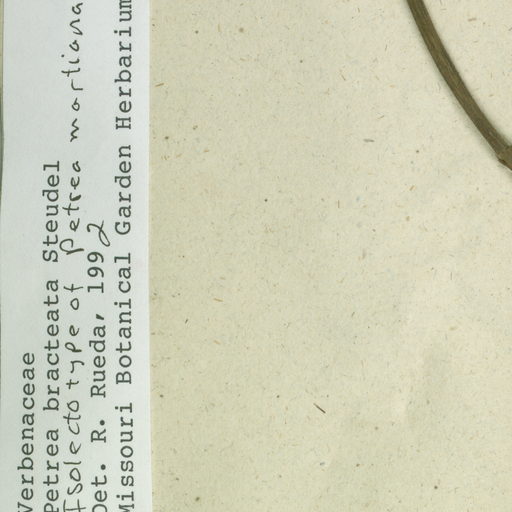 Verbenaceae
Petrea bracteata Steudel
Isolectotype of Petrea martiana
Det. R. Rueda, 1992
Missouri Botanical Garden Herbarium